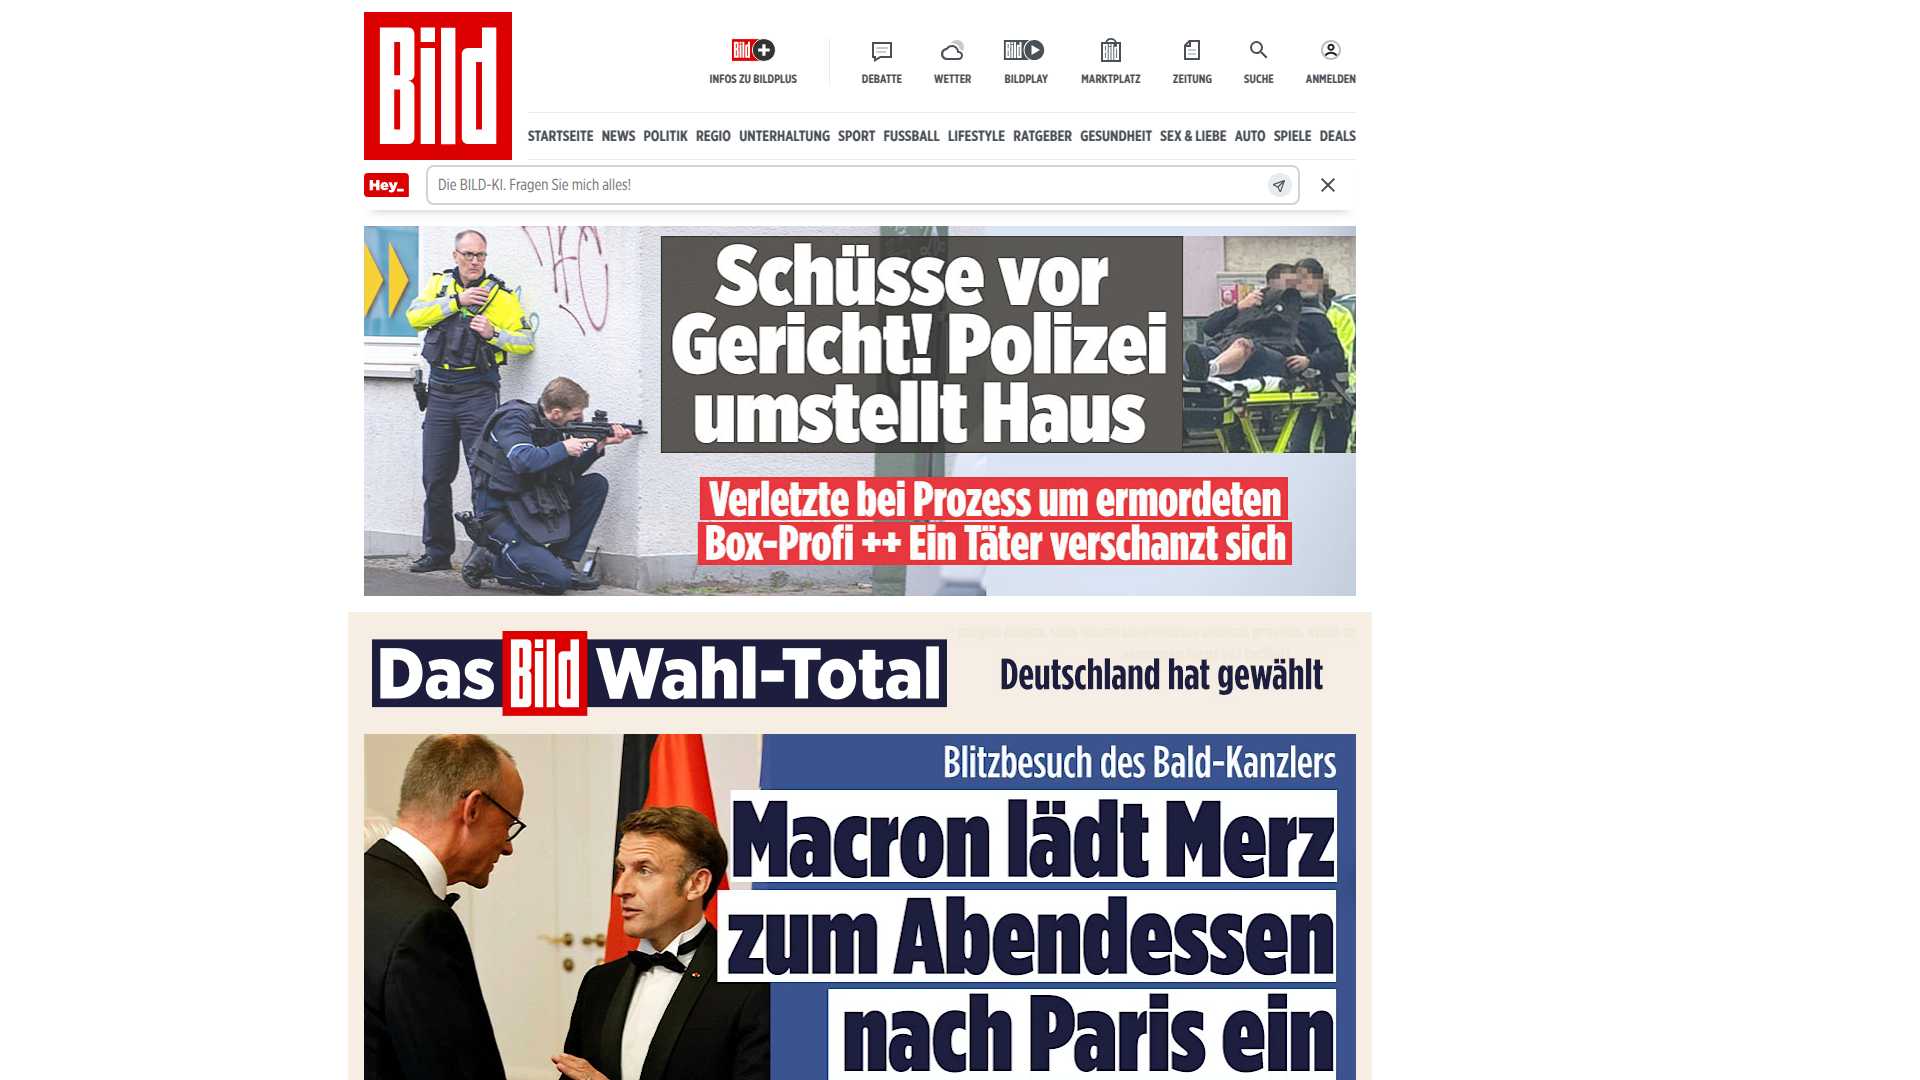 Bild
Bild
INFOS ZU BILDPLUS
DEBATTE
WETTER
Bild
BILDPLAY
Bild
MARKTPLATZ
ZEITUNG
SUCHE
ANMELDEN
STARTSEITE NEWS POLITIK REGIO UNTERHALTUNG SPORT FUSSBALL LIFESTYLE RATGEBER GESUNDHEIT SEX & LIEBE AUTO SPIELE DEALS
Hey_
Die BILD-KI. Fragen Sie mich alles!
Schüsse vor
Gericht! Polizei
umstellt Haus
Verletzte bei Prozess um ermordeten
Box-Profi ++ Ein Täter verschanzt sich
Das Bild Wahl-Total
Deutschland hat gewählt
Blitzbesuch des Bald-Kanzlers
Macron lädt Merz
zum Abendessen
nach Paris ein